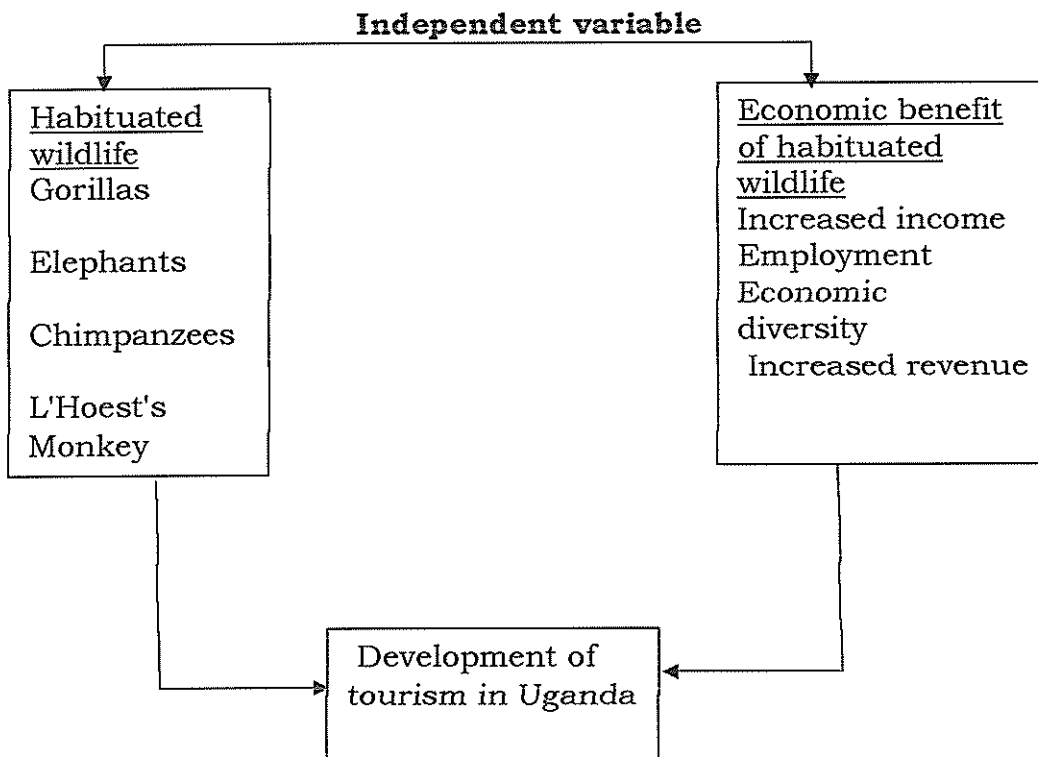 Independent variable
Habituated
wildlife
Gorillas
Elephants
Chimpanzees
L'Hoest's
Monkey
Economic benefit
of habituated
wildlife
Increased income
Employment
Economic
diversity
Increased revenue
Development of
tourism in Uganda